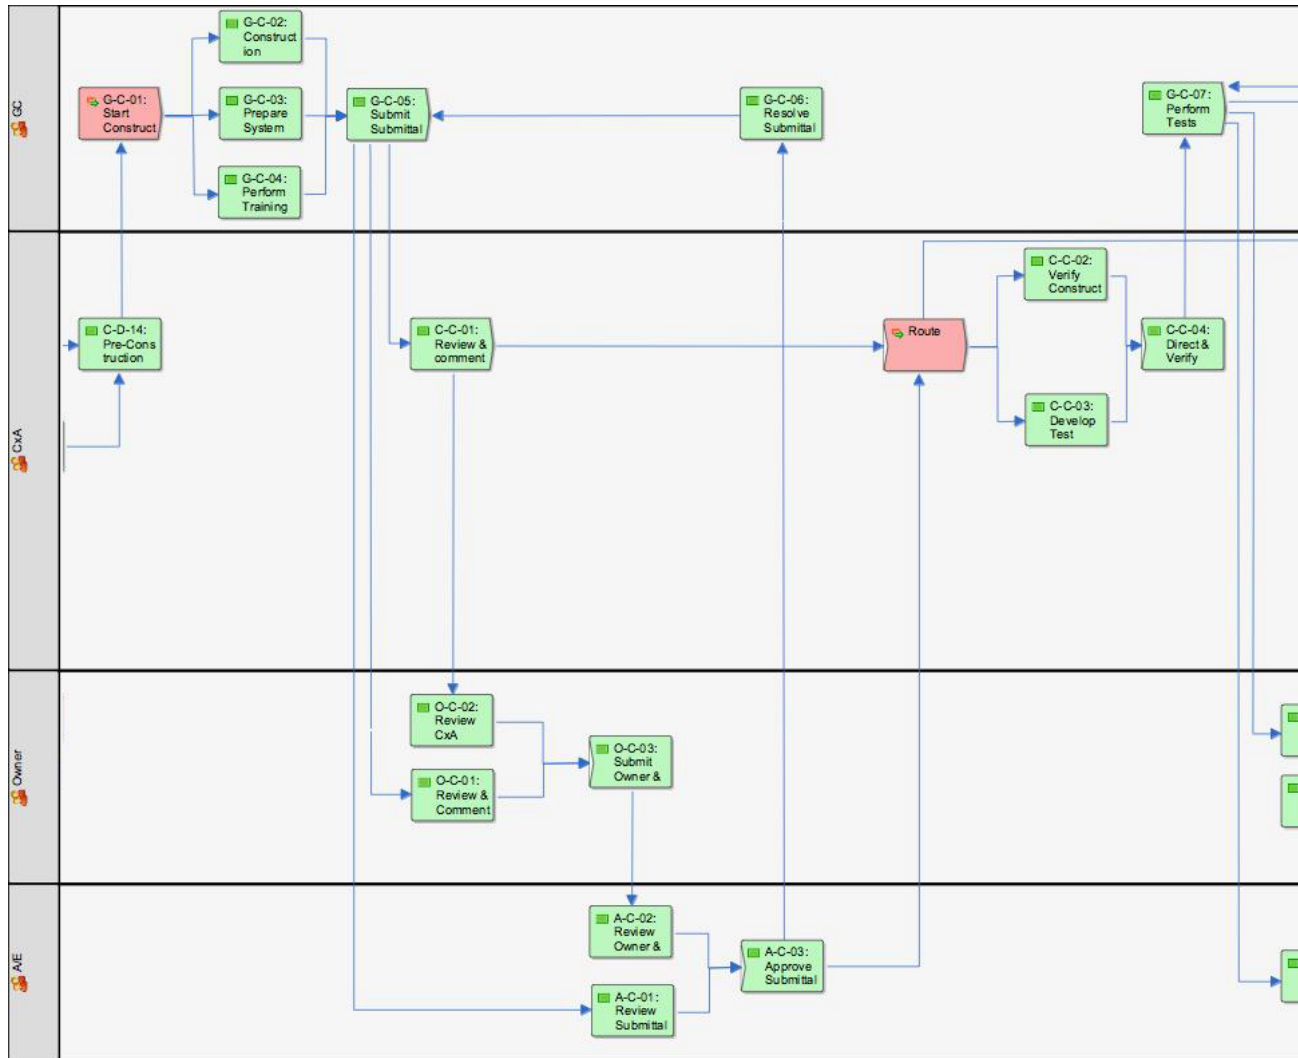 GC
G-C-01:
Start
Construct
G-C-02:
Construct
ion
G-C-03:
Prepare
System
G-C-04:
Perform
Training
G-C-05:
Submit
Submittal
G-C-06:
Resolve
Submittal
G-C-07:
Perform
Tests
CxA
C-D-14:
Pre-Cons
truction
C-C-01:
Review &
comment
Route
C-C-02:
Verify
Construct
C-C-03:
Develop
Test
C-C-04:
Direct &
Verify
Owner
O-C-02:
Review
CxA
O-C-01:
Review &
Comment
O-C-03:
Submit
Owner &
A/E
A-C-02:
Review
Owner &
A-C-01:
Review
Submittal
A-C-03:
Approve
Submittal